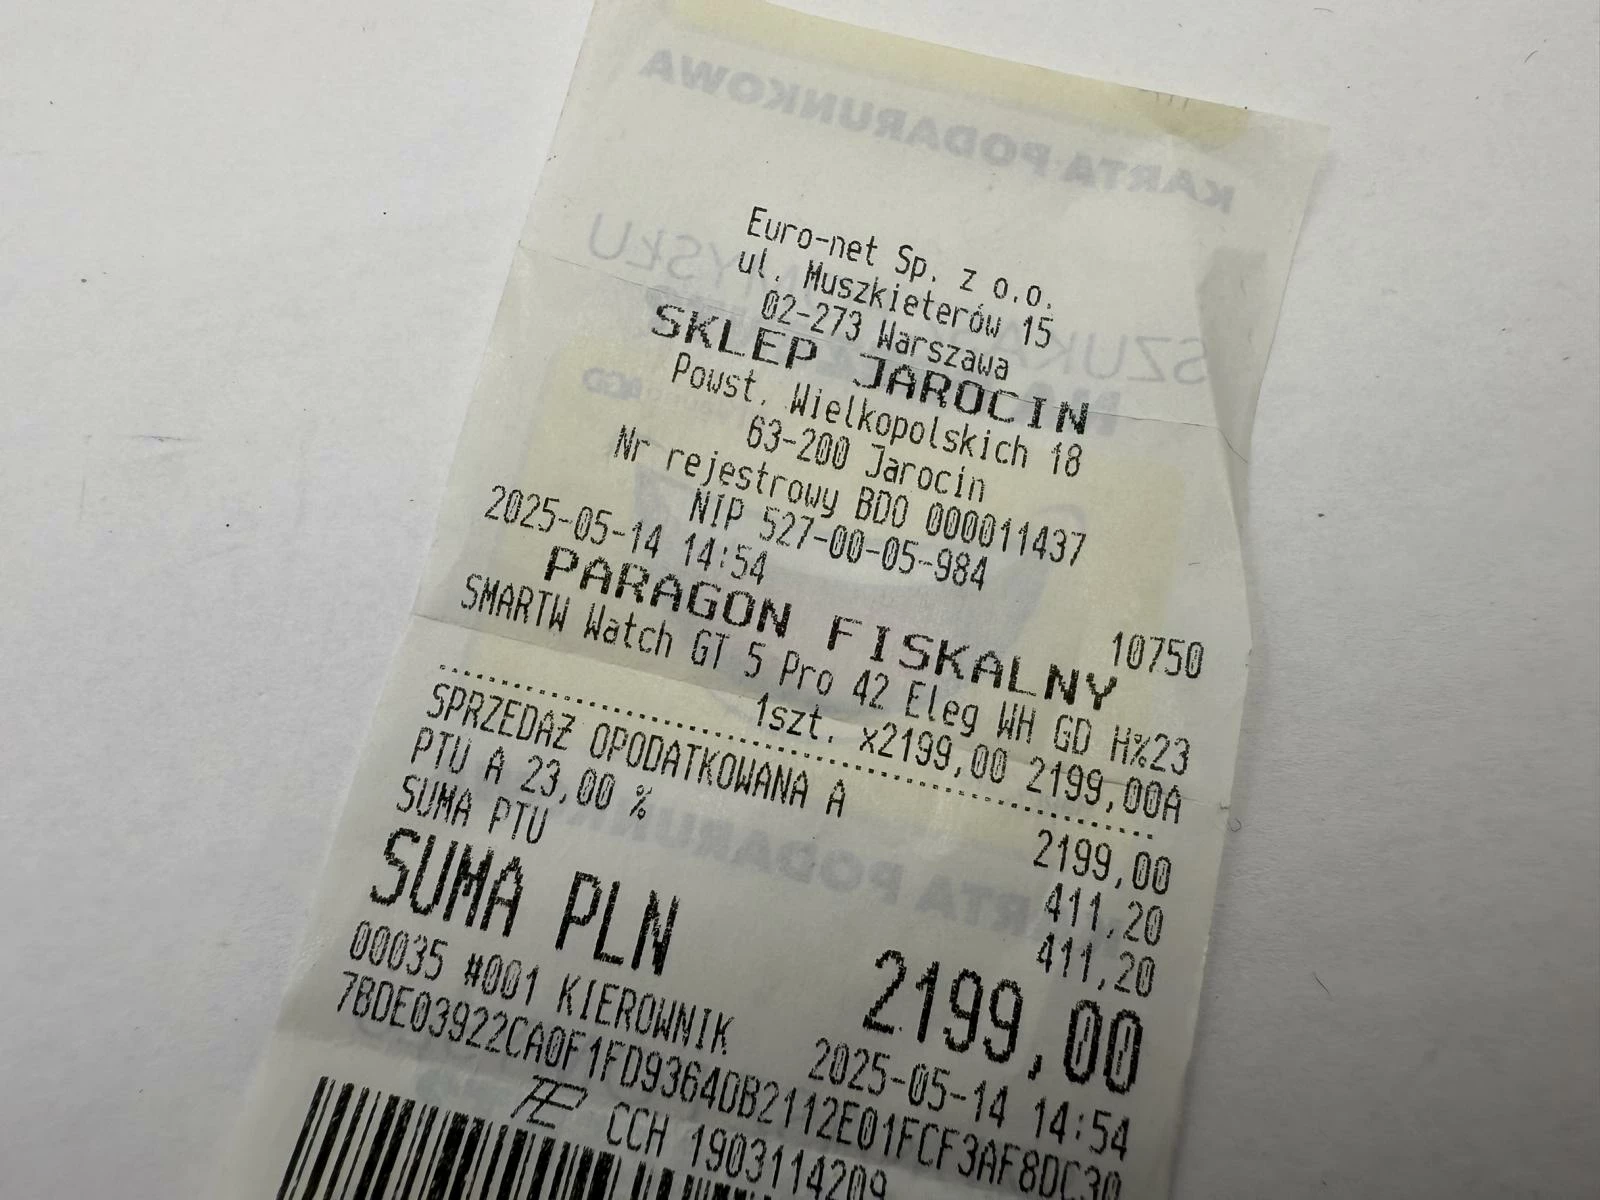 Euro-net Sp. z o.o.
ul. Muszkieterów 15
02-273 Warszawa
SKLEP JAROCIN
Powst. Wielkopolskich 18
63-200 Jarocin
Nr rejestrowy BDO 000011437
NIP 527-00-05-984
2025-05-14 14:54 10750
PARAGON FISKALNY
SMARTW Watch GT 5 Pro 42 Eleg WH GD H%23
1szt. x2199,00 2199,00A
SPRZEDAŻ OPODATKOWANA A 2199,00
PTU A 23,00 % 411,20
SUMA PTU 411,20
SUMA PLN 2199,00
00035 #001 KIEROWNIK 2025-05-14 14:54
7BDE03922CA0F1FD9364DB2112E01FCF3AF8DC30
CCH 1903114209
KARTA PODARUNKOWA